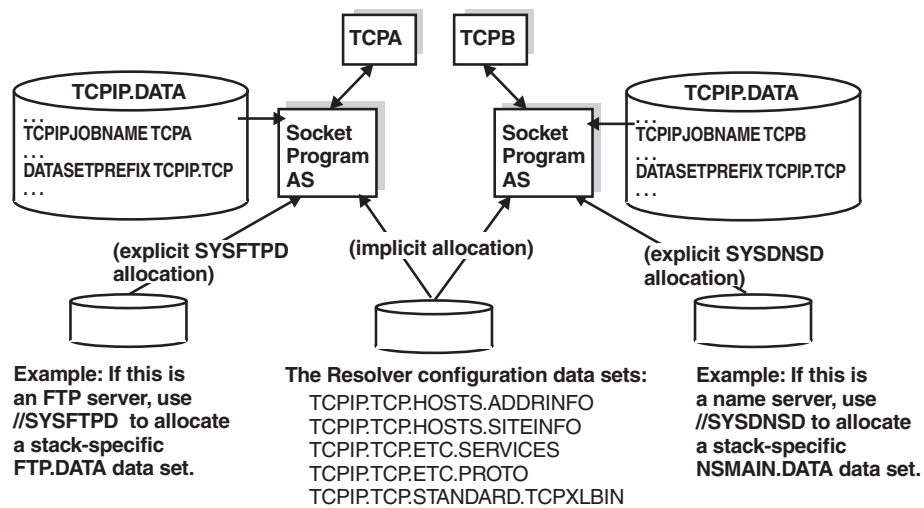 TCPA
TCPB
TCPIP.DATA
. . .
TCPIPJOBNAME TCPA
. . .
DATASETPREFIX TCPIP.TCP
. . .
Socket
Program
AS
Socket
Program
AS
TCPIP.DATA
. . .
TCPIPJOBNAME TCPB
. . .
DATASETPREFIX TCPIP.TCP
. . .
(explicit SYSFTPD
allocation)
(implicit allocation)
(explicit SYSDNSD
allocation)
Example: If this is
an FTP server, use
//SYSFTPD to allocate
a stack-specific
FTP.DATA data set.
The Resolver configuration data sets:
TCPIP.TCP.HOSTS.ADDRINFO
TCPIP.TCP.HOSTS.SITEINFO
TCPIP.TCP.ETC.SERVICES
TCPIP.TCP.ETC.PROTO
TCPIP.TCP.STANDARD.TCPXLBIN
Example: If this is
a name server, use
//SYSDNSD to allocate
a stack-specific
NSMAIN.DATA data set.